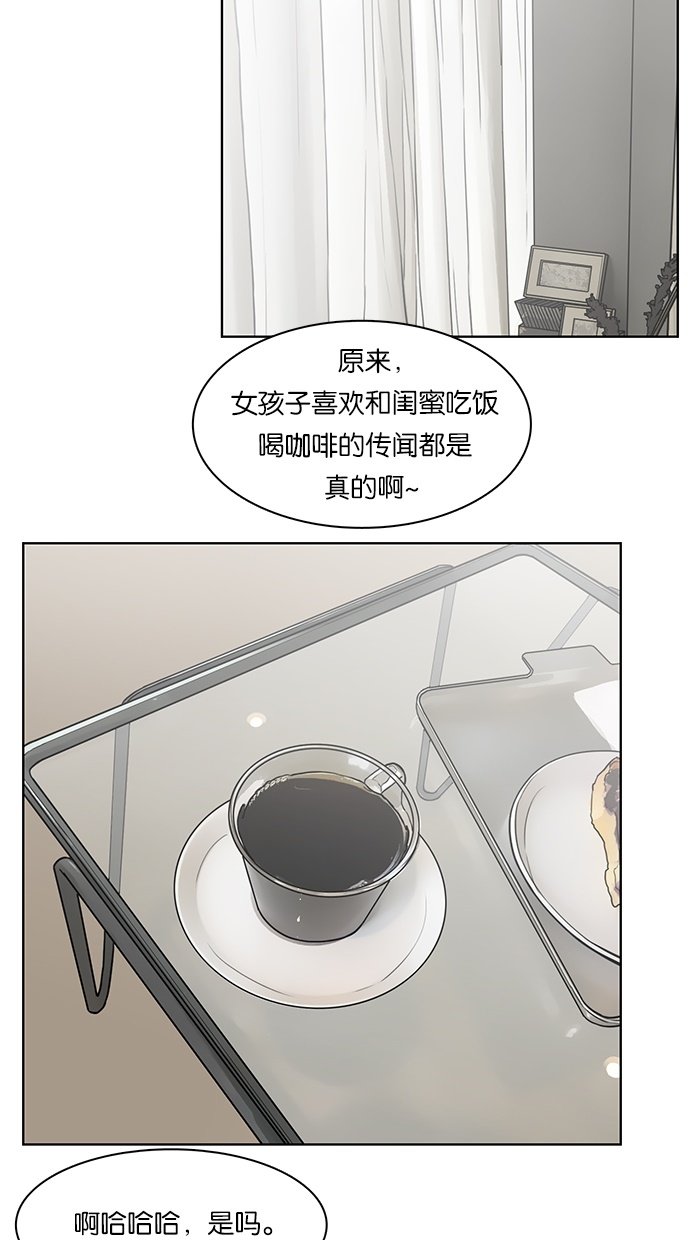 原来，
女孩子喜欢和闺蜜吃饭
喝咖啡的传闻都是
真的啊~
啊哈哈哈，是吗。